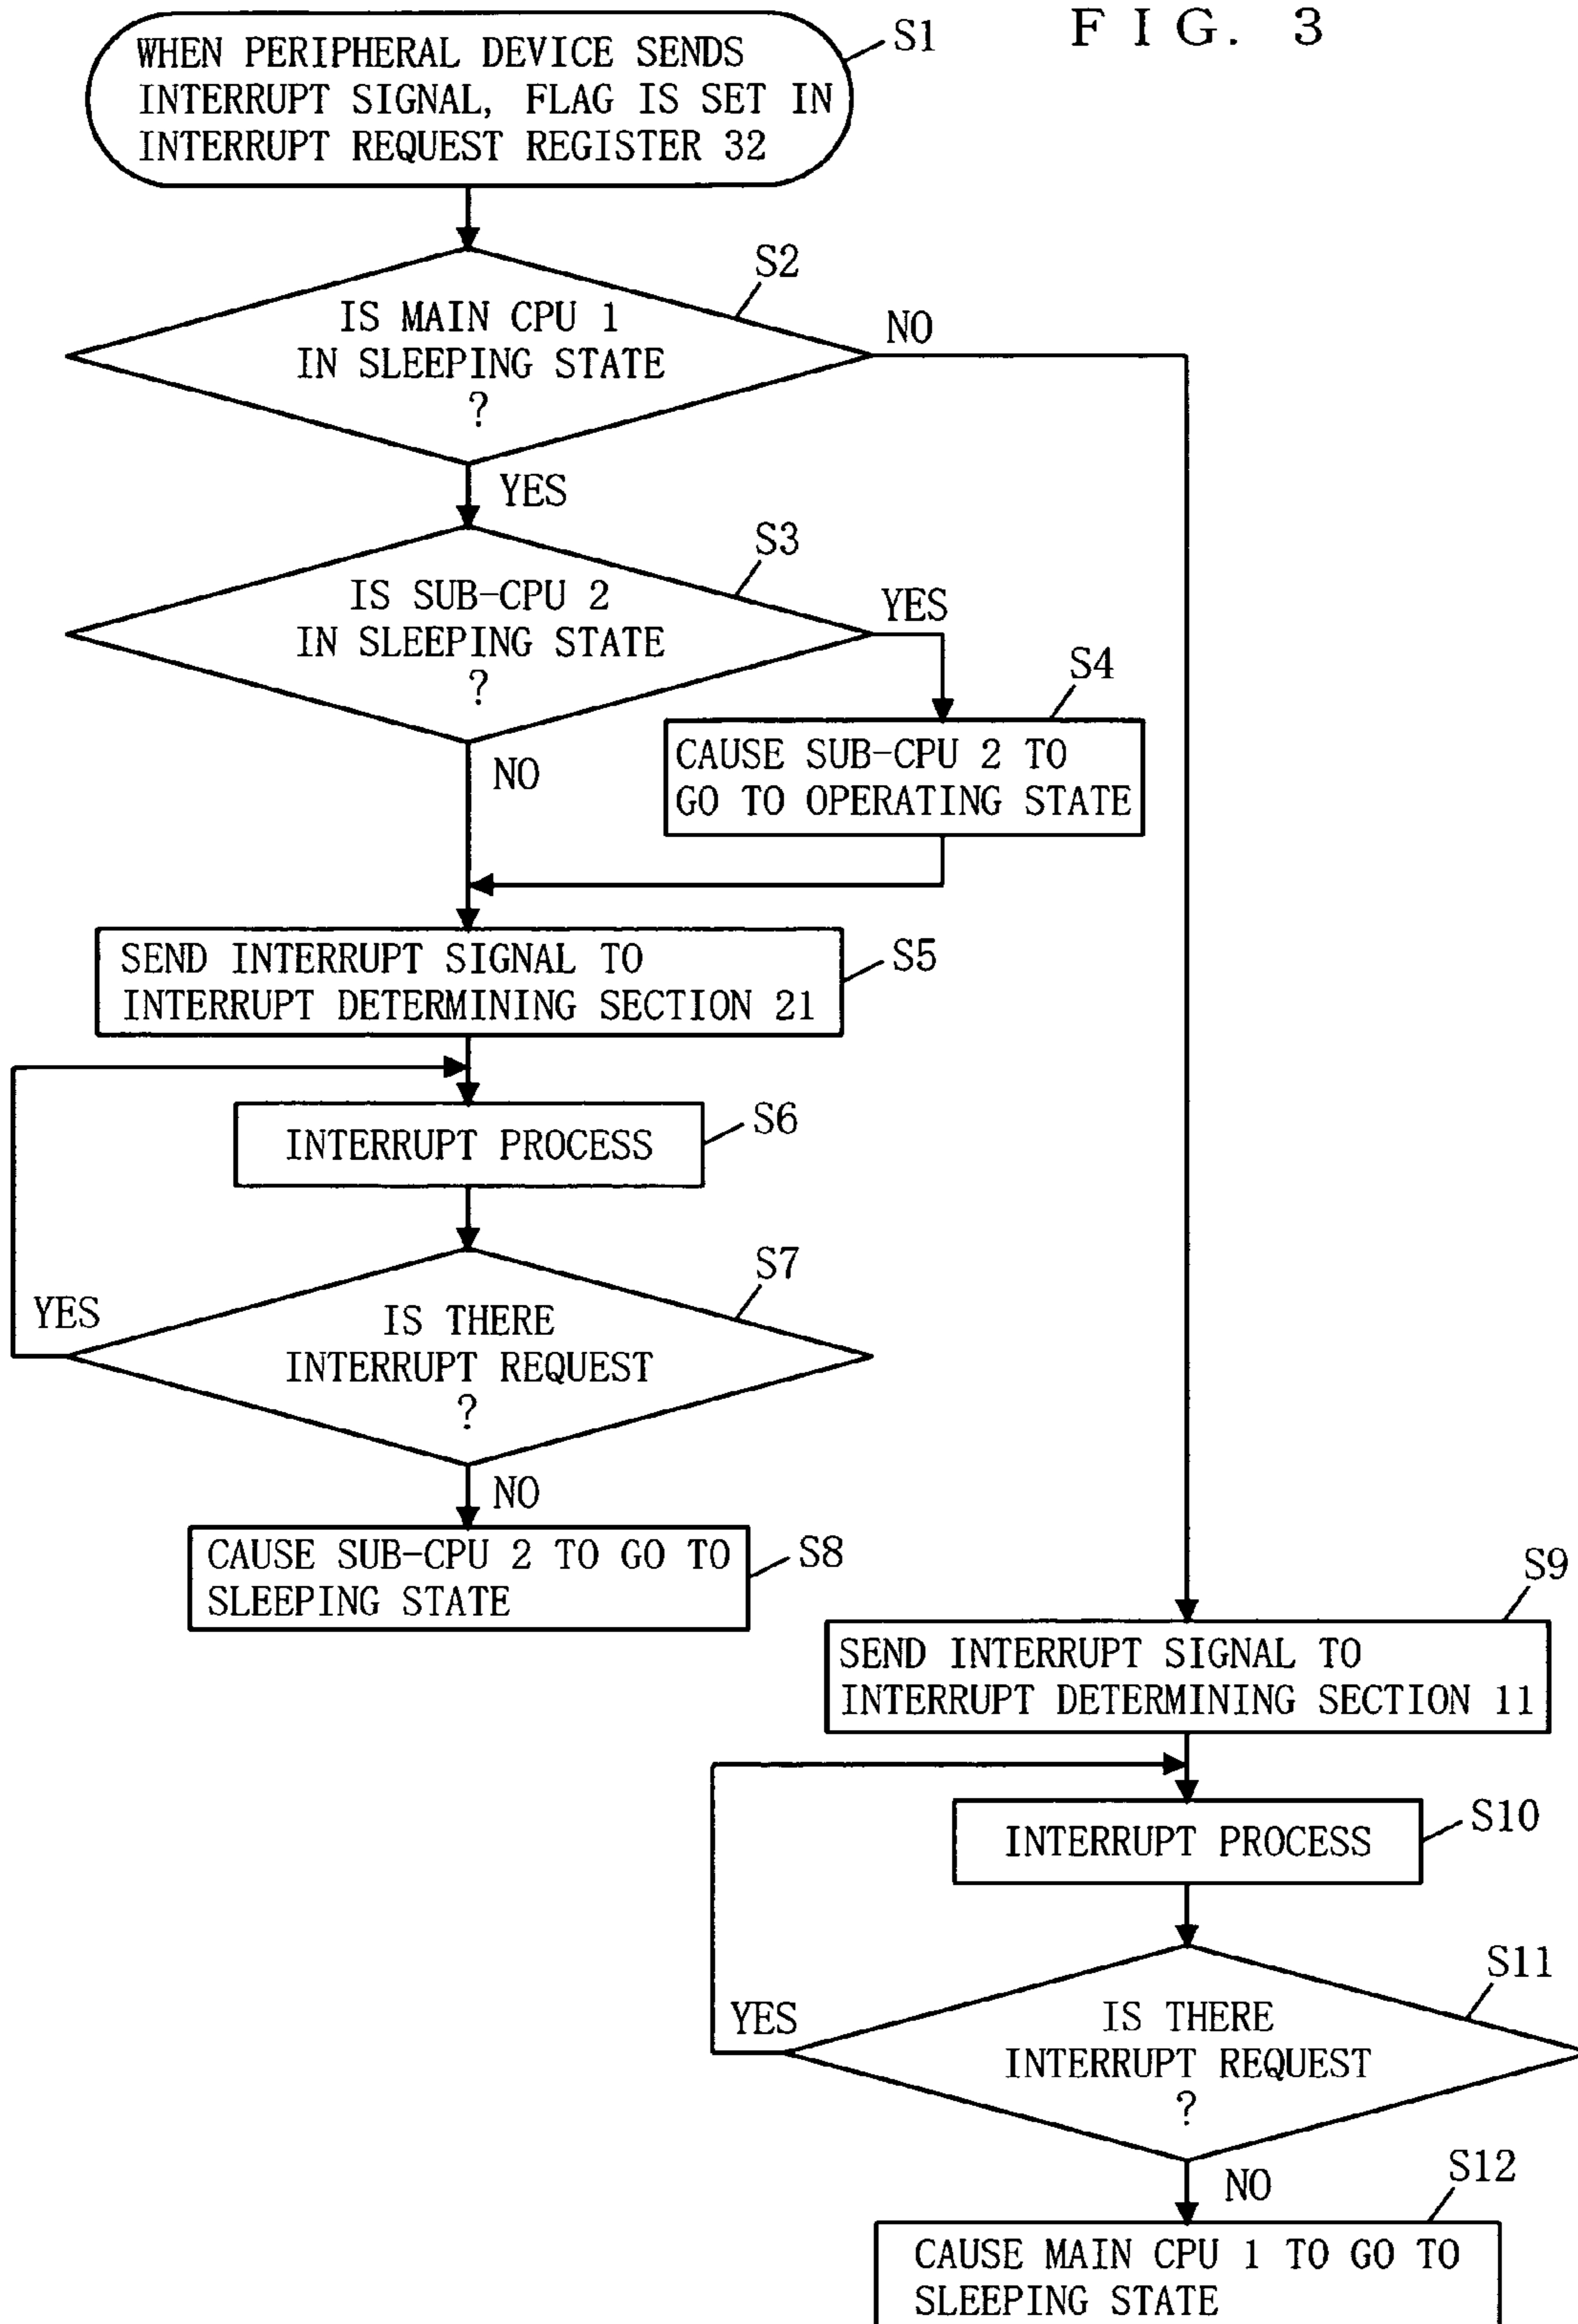 F I G. 3
WHEN PERIPHERAL DEVICE SENDS
INTERRUPT SIGNAL, FLAG IS SET IN
INTERRUPT REQUEST REGISTER 32
S1
S2
IS MAIN CPU 1
IN SLEEPING STATE
?
NO
YES
S3
IS SUB-CPU 2
IN SLEEPING STATE
?
YES
NO
S4
CAUSE SUB-CPU 2 TO
GO TO OPERATING STATE
SEND INTERRUPT SIGNAL TO
INTERRUPT DETERMINING SECTION 21
S5
INTERRUPT PROCESS
S6
S7
IS THERE
INTERRUPT REQUEST
?
YES
NO
CAUSE SUB-CPU 2 TO GO TO
SLEEPING STATE
S8
S9
SEND INTERRUPT SIGNAL TO
INTERRUPT DETERMINING SECTION 11
INTERRUPT PROCESS
S10
S11
IS THERE
INTERRUPT REQUEST
?
YES
NO
S12
CAUSE MAIN CPU 1 TO GO TO
SLEEPING STATE